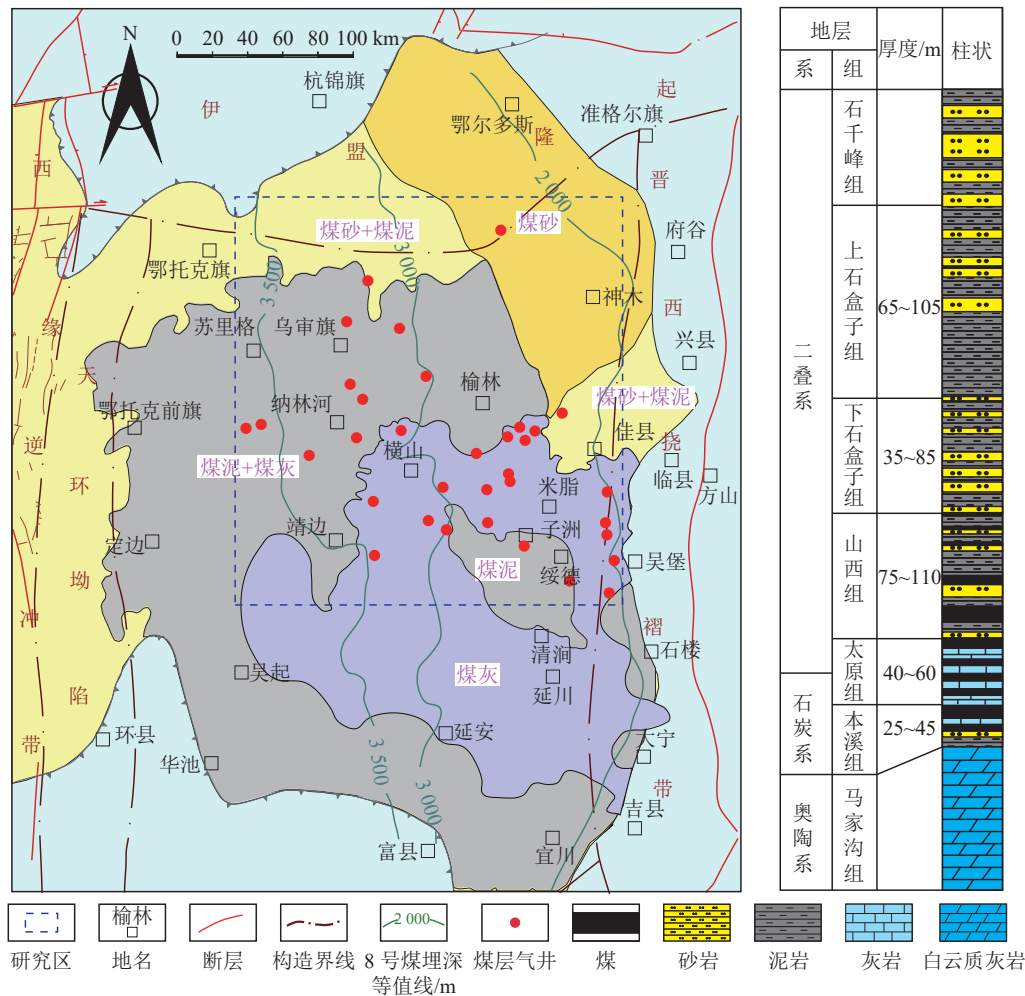 N
0 20 40 60 80 100 km
杭锦旗
伊
盟
隆
起
鄂尔多斯
准格尔旗
晋
西
挠
褶
带
2 000
3 000
3 500
西
缘
逆
冲
带
天
环
坳
陷
煤砂+煤泥
煤砂
府谷
鄂托克旗
神木
苏里格
乌审旗
兴县
榆林
煤砂+煤泥
鄂托克前旗
纳林河
佳县
横山
临县
方山
煤泥+煤灰
米脂
靖边
子洲
定边
煤泥
绥德
吴堡
清涧
石楼
吴起
煤灰
延川
延安
环县
大宁
华池
3 500
3 000
吉县
富县
宜川
地层
厚度/m
柱状
系
组
二叠系
石炭系
奥陶系
石千峰组
上石盒子组
65~105
下石盒子组
35~85
山西组
75~110
太原组
40~60
本溪组
25~45
马家沟组
榆林
2 000
研究区
地名
断层
构造界线
8 号煤埋深
等值线/m
煤层气井
煤
砂岩
泥岩
灰岩
白云质灰岩